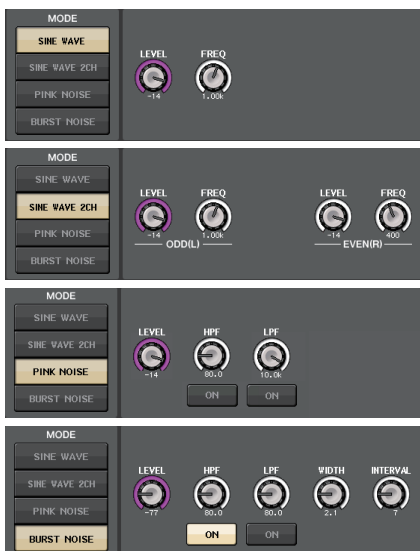 MODE
SINE WAVE
SINE WAVE 2CH
PINK NOISE
BURST NOISE
LEVEL FREQ
-14 1.00k
MODE
SINE WAVE
SINE WAVE 2CH
PINK NOISE
BURST NOISE
LEVEL FREQ LEVEL FREQ
-14 1.00k -14 400
ODD(L) EVEN(R)
MODE
SINE WAVE
SINE WAVE 2CH
PINK NOISE
BURST NOISE
LEVEL HPF LPF
-14 80.0 10.0k
ON ON
MODE
SINE WAVE
SINE WAVE 2CH
PINK NOISE
BURST NOISE
LEVEL HPF LPF WIDTH INTERVAL
-77 80.0 80.0 2.1 7
ON ON